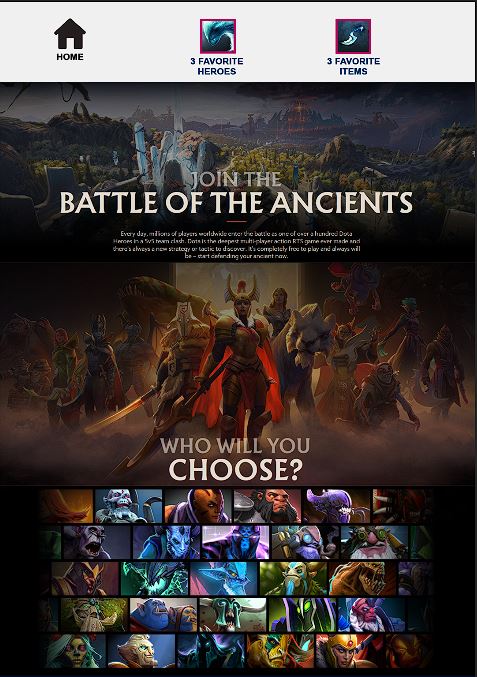 HOME
3 FAVORITE
HEROES
3 FAVORITE
ITEMS
JOIN THE
BATTLE OF THE ANCIENTS
Every day, millions of players worldwide enter the battle as one of over a hundred Dota
Heroes in a 5v5 team clash. Dota is the deepest multi-player action RTS game ever made and
there's always a new strategy or tactic to discover. It's completely free to play and always will
be – start defending your ancient now.
WHO WILL YOU
CHOOSE?